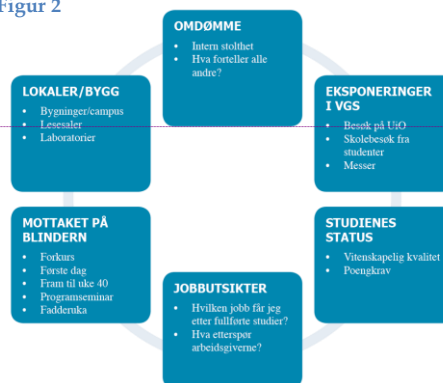 Figur 2
OMDØMME
• Intern stolthet
• Hva forteller alle
andre?
LOKALER/BYGG
• Bygninger/campus
• Lesesaler
• Laboratorier
EKSPONERINGER
I VGS
• Besøk på UiO
• Skolebesøk fra
studenter
• Messer
MOTTAKET PÅ
BLINDERN
• Forkurs
• Første dag
• Fram til uke 40
• Programseminar
• Fadderuka
STUDIENES
STATUS
• Vitenskapelig kvalitet
• Poengkrav
JOBBUTSIKTER
• Hvilken jobb får jeg
etter fullførte studier?
• Hva etterspør
arbeidsgiverne?